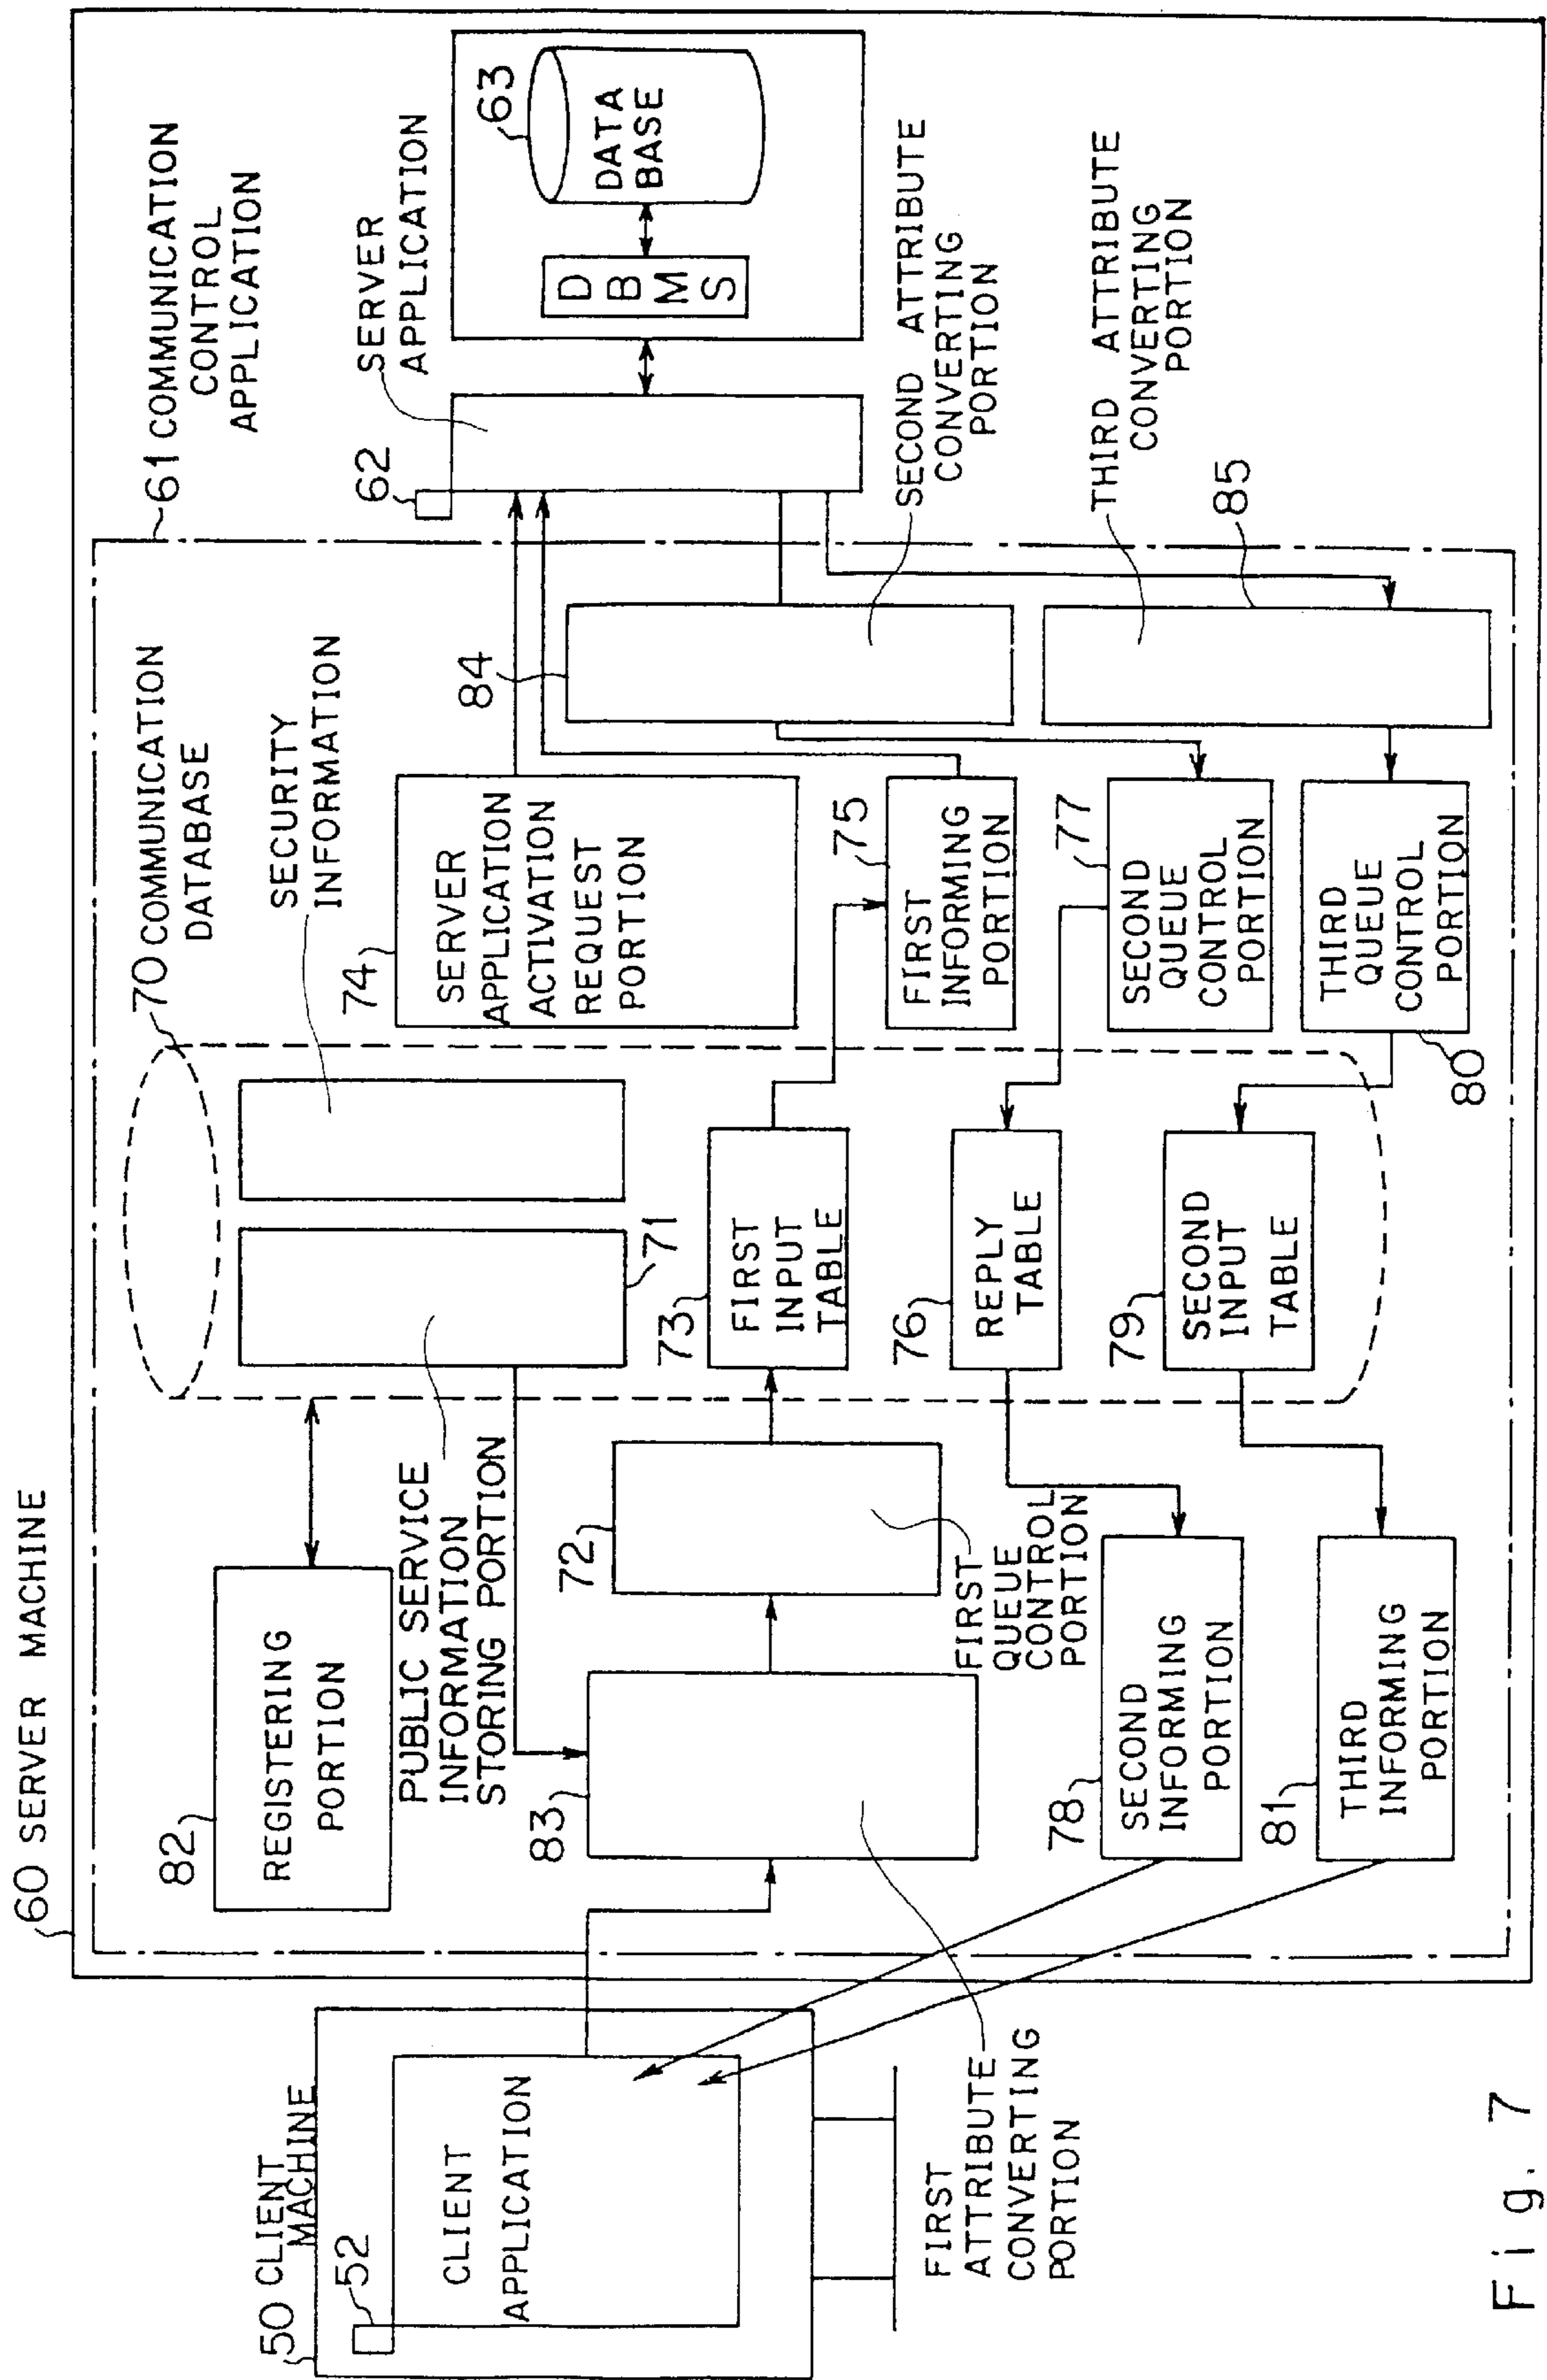 60 SERVER MACHINE
61 COMMUNICATION
CONTROL
APPLICATION
70 COMMUNICATION
DATABASE
SECURITY
INFORMATION
62
SERVER
APPLICATION
63
DATA
BASE
DBMS
50 CLIENT
MACHINE
52
CLIENT
APPLICATION
82
REGISTERING
PORTION
PUBLIC SERVICE
INFORMATION
STORING PORTION
71
74
SERVER
APPLICATION
ACTIVATION
REQUEST
PORTION
84
SECOND ATTRIBUTE
CONVERTING
PORTION
83
FIRST
ATTRIBUTE
CONVERTING
PORTION
72
FIRST
QUEUE
CONTROL
PORTION
73
FIRST
INPUT
TABLE
75
FIRST
INFORMING
PORTION
THIRD ATTRIBUTE
CONVERTING
PORTION
85
78
SECOND
INFORMING
PORTION
76
REPLY
TABLE
77
SECOND
QUEUE
CONTROL
PORTION
81
THIRD
INFORMING
PORTION
79
SECOND
INPUT
TABLE
THIRD
QUEUE
CONTROL
PORTION
80
Fig. 7